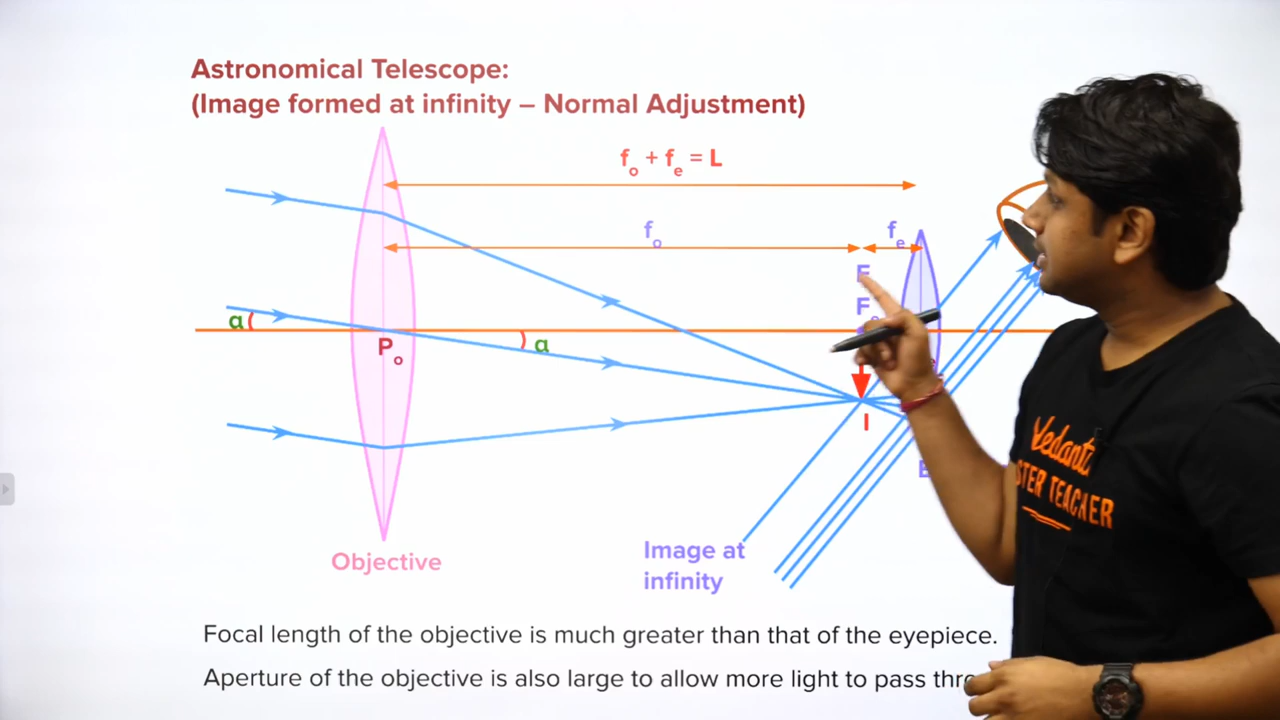 Astronomical Telescope:
(Image formed at infinity – Normal Adjustment)
fo + fe = L
fo
fe
F
Fe
α
Po
α
I
Image at
infinity
Objective
Vedantu
MASTER TEACHER
Focal length of the objective is much greater than that of the eyepiece.
Aperture of the objective is also large to allow more light to pass